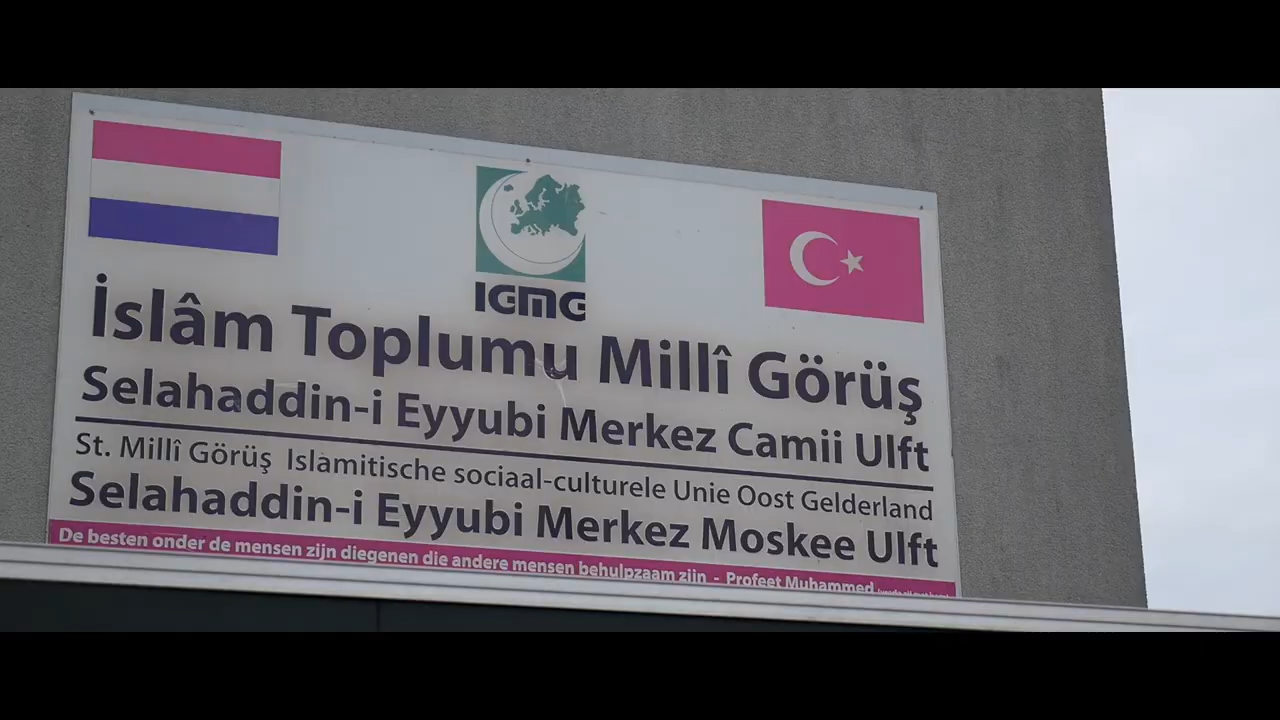 IGMG
İslâm Toplumu Millî Görüş
Selahaddin-i Eyyubi Merkez Camii Ulft
St. Millî Görüş Islamitische sociaal-culturele Unie Oost Gelderland
Selahaddin-i Eyyubi Merkez Moskee Ulft
De besten onder de mensen zijn diegenen die andere mensen behulpzaam zijn - Profeet Muhammed